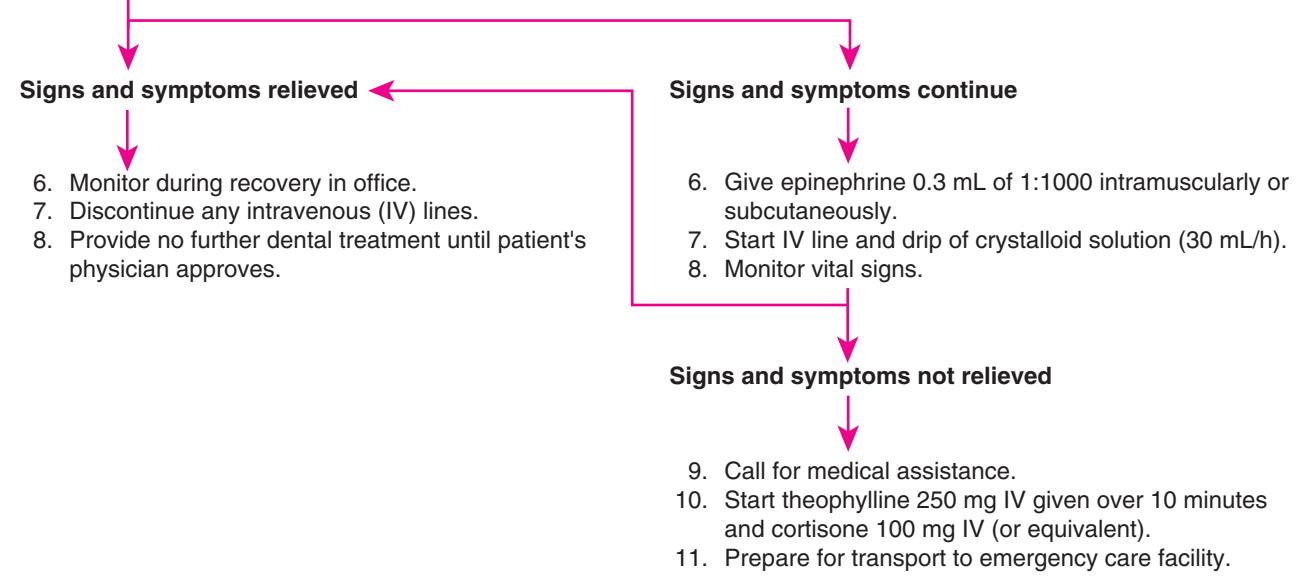 Signs and symptoms relieved
6. Monitor during recovery in office.
7. Discontinue any intravenous (IV) lines.
8. Provide no further dental treatment until patient's
physician approves.
Signs and symptoms continue
6. Give epinephrine 0.3 mL of 1:1000 intramuscularly or
subcutaneously.
7. Start IV line and drip of crystalloid solution (30 mL/h).
8. Monitor vital signs.
Signs and symptoms not relieved
9. Call for medical assistance.
10. Start theophylline 250 mg IV given over 10 minutes
and cortisone 100 mg IV (or equivalent).
11. Prepare for transport to emergency care facility.